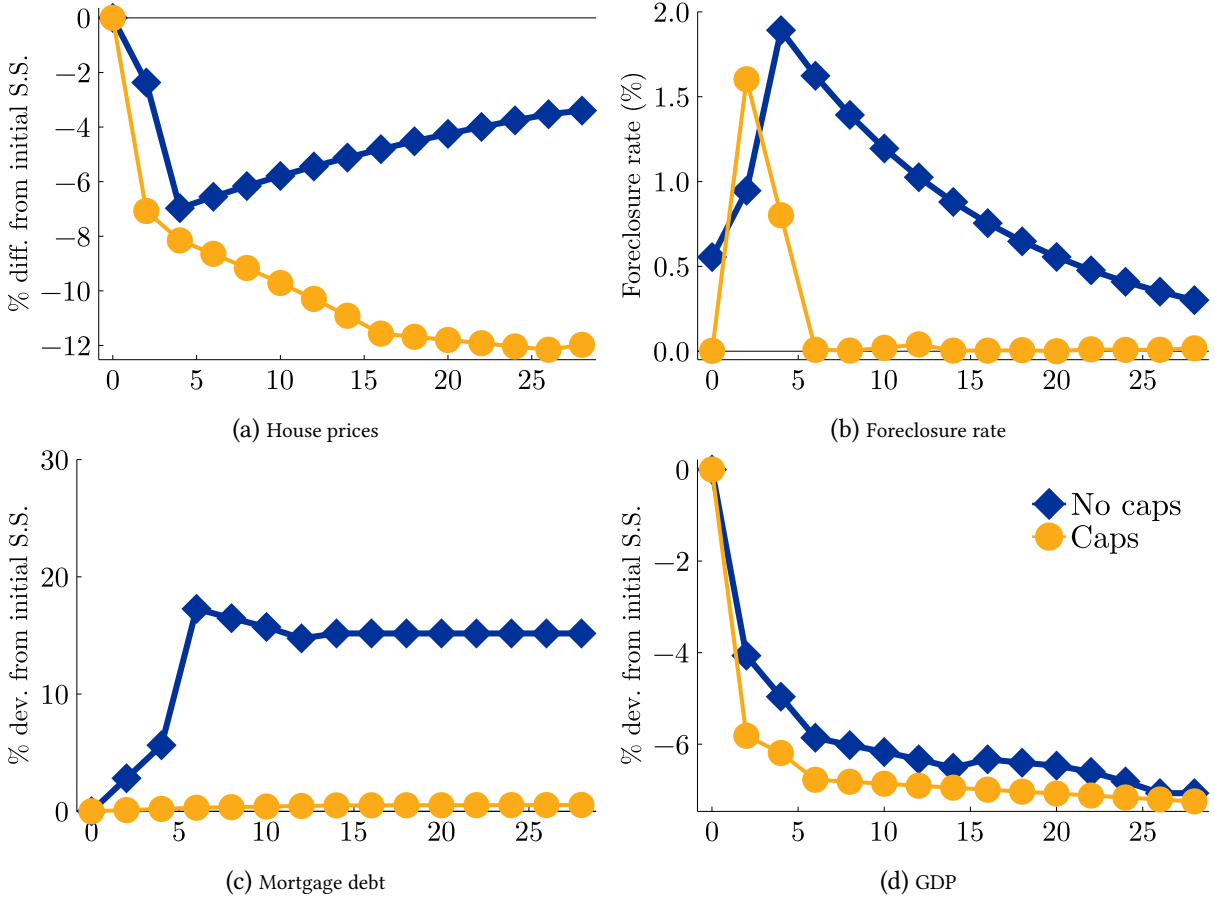 % diff. from initial S.S.
0
−2
−4
−6
−8
−10
−12
0 5 10 15 20 25
(a) House prices
Foreclosure rate (%)
2.0
1.5
1.0
0.5
0.0
0 5 10 15 20 25
(b) Foreclosure rate
% dev. from initial S.S.
30
20
10
0
0 5 10 15 20 25
(c) Mortgage debt
% dev. from initial S.S.
0
−2
−4
−6
No caps
Caps
0 5 10 15 20 25
(d) GDP